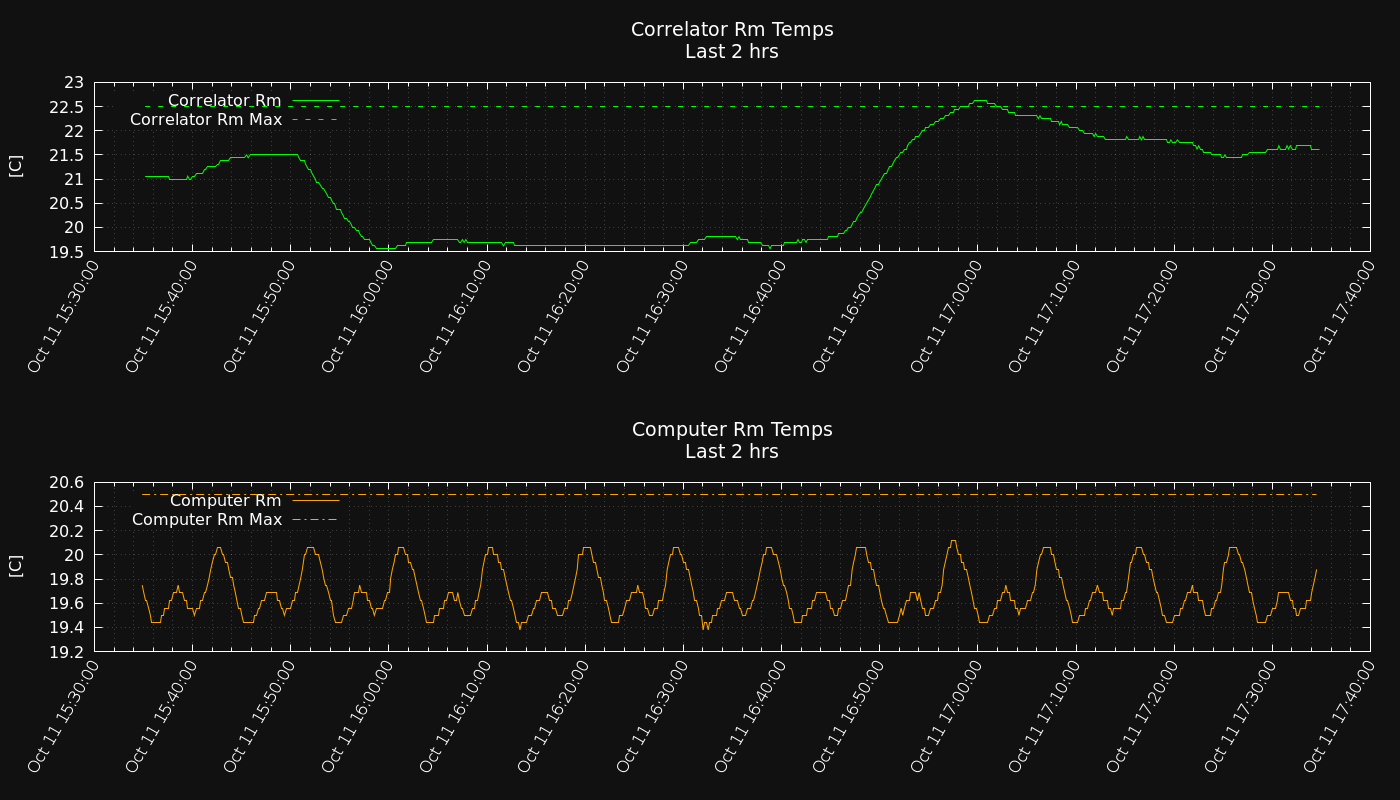 Correlator Rm Temps
Last 2 hrs
23
22.5
22
21.5
21
20.5
20
19.5
[C]
Correlator Rm
Correlator Rm Max
Oct 11 15:30:00
Oct 11 15:40:00
Oct 11 15:50:00
Oct 11 16:00:00
Oct 11 16:10:00
Oct 11 16:20:00
Oct 11 16:30:00
Oct 11 16:40:00
Oct 11 16:50:00
Oct 11 17:00:00
Oct 11 17:10:00
Oct 11 17:20:00
Oct 11 17:30:00
Oct 11 17:40:00
Computer Rm Temps
Last 2 hrs
20.6
20.4
20.2
20
19.8
19.6
19.4
19.2
[C]
Computer Rm
Computer Rm Max
Oct 11 15:30:00
Oct 11 15:40:00
Oct 11 15:50:00
Oct 11 16:00:00
Oct 11 16:10:00
Oct 11 16:20:00
Oct 11 16:30:00
Oct 11 16:40:00
Oct 11 16:50:00
Oct 11 17:00:00
Oct 11 17:10:00
Oct 11 17:20:00
Oct 11 17:30:00
Oct 11 17:40:00